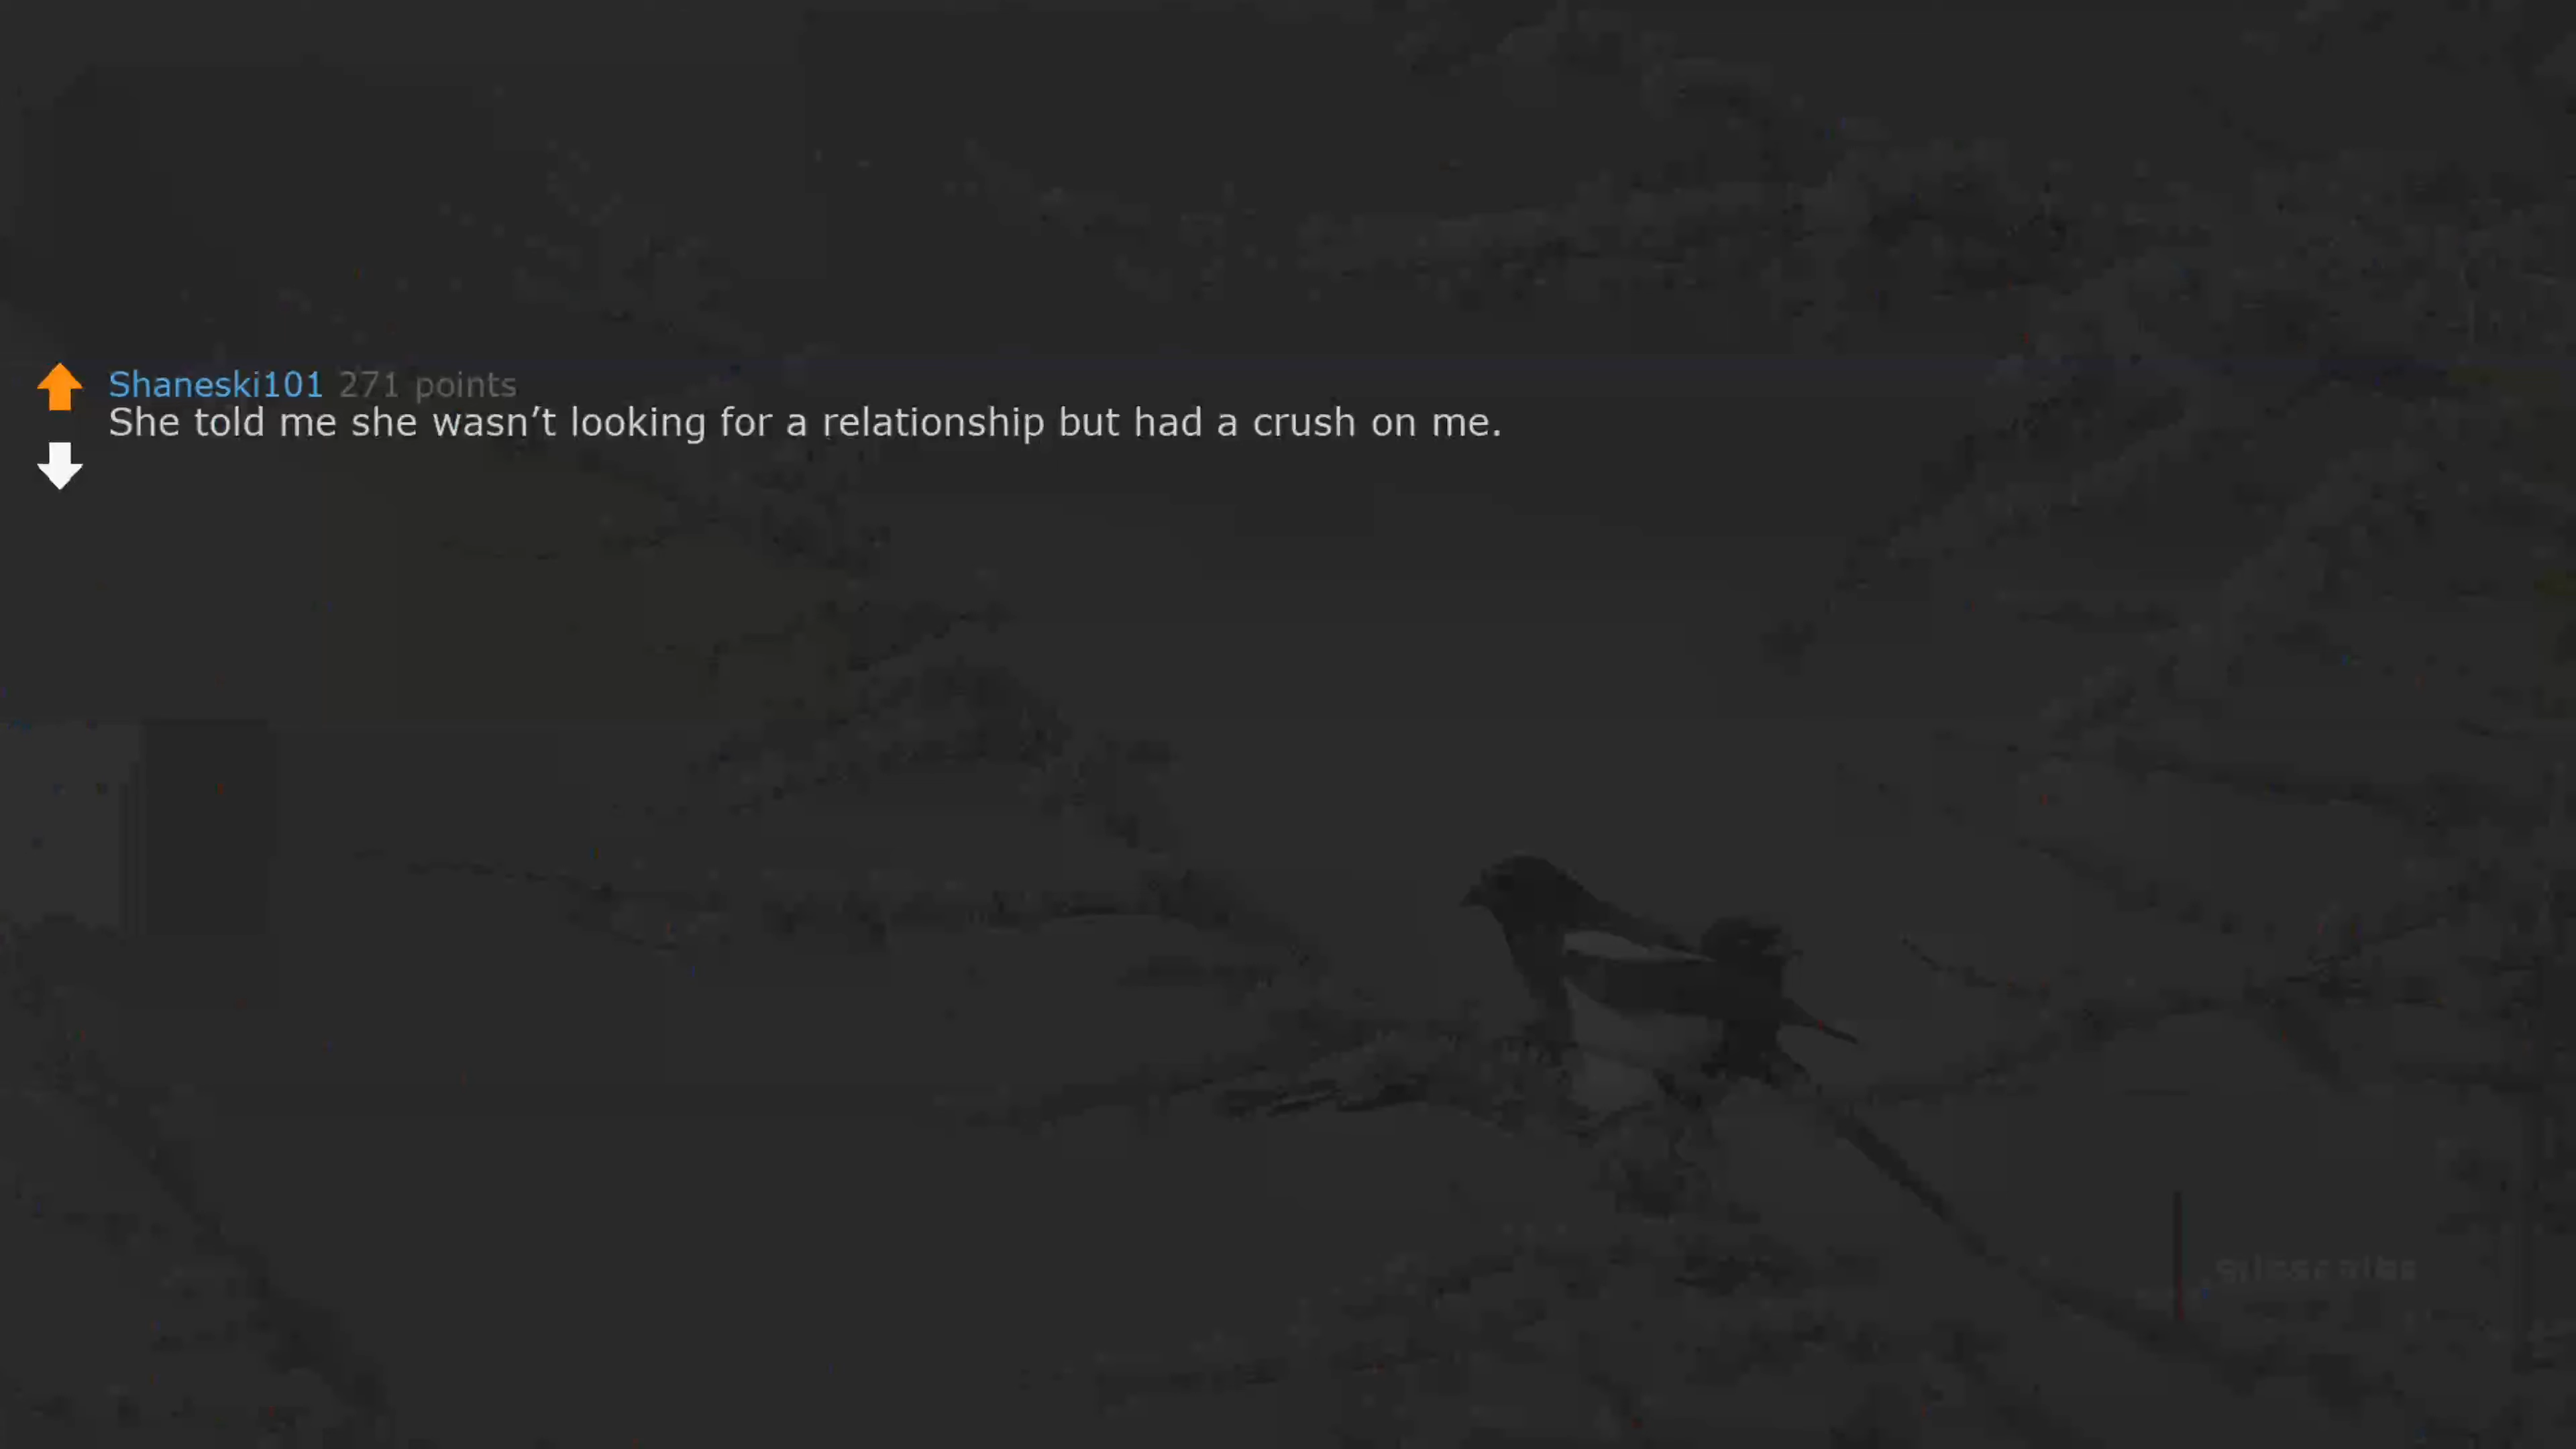 Shaneski101 271 points
She told me she wasn’t looking for a relationship but had a crush on me.